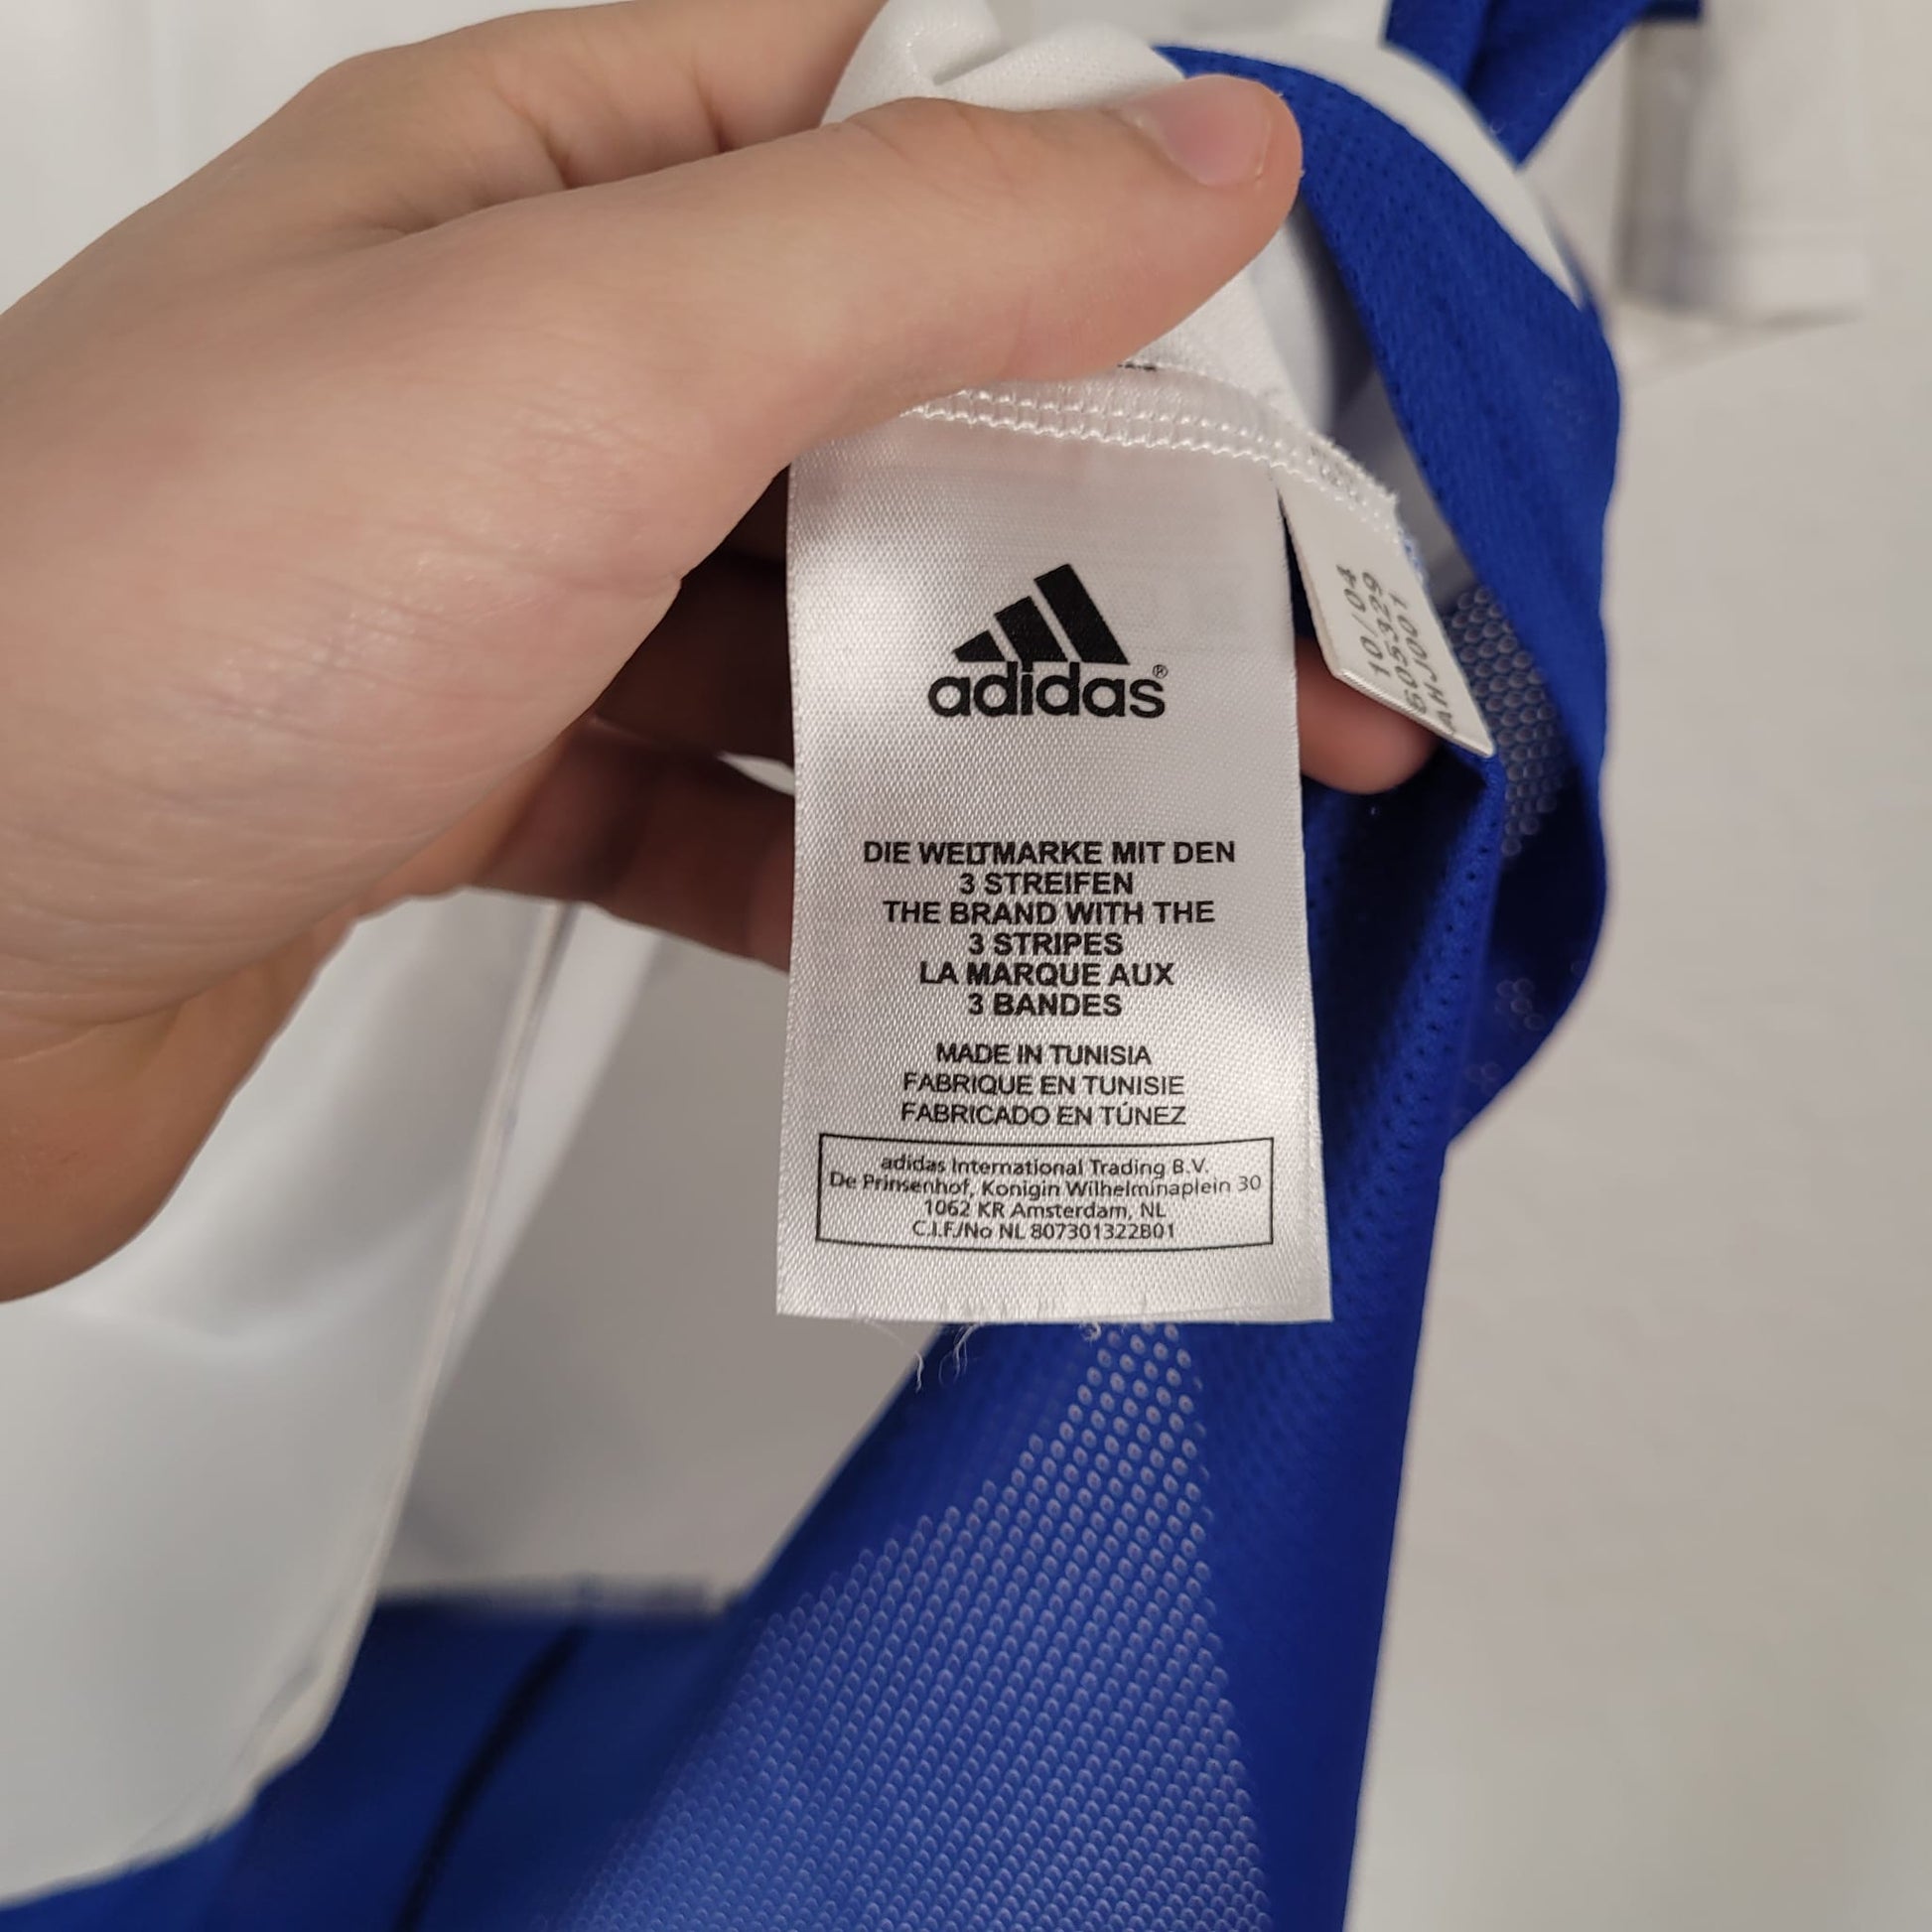 adidas®
DIE WELTMARKE MIT DEN
3 STREIFEN
THE BRAND WITH THE
3 STRIPES
LA MARQUE AUX
3 BANDES
MADE IN TUNISIA
FABRIQUE EN TUNISIE
FABRICADO EN TÚNEZ
adidas International Trading B.V.
De Prinsenhof, Konigin Wilhelminaplein 30
1062 KR Amsterdam, NL
C.I.F./No NL 807301322B01
10/04
605329
AHJ001